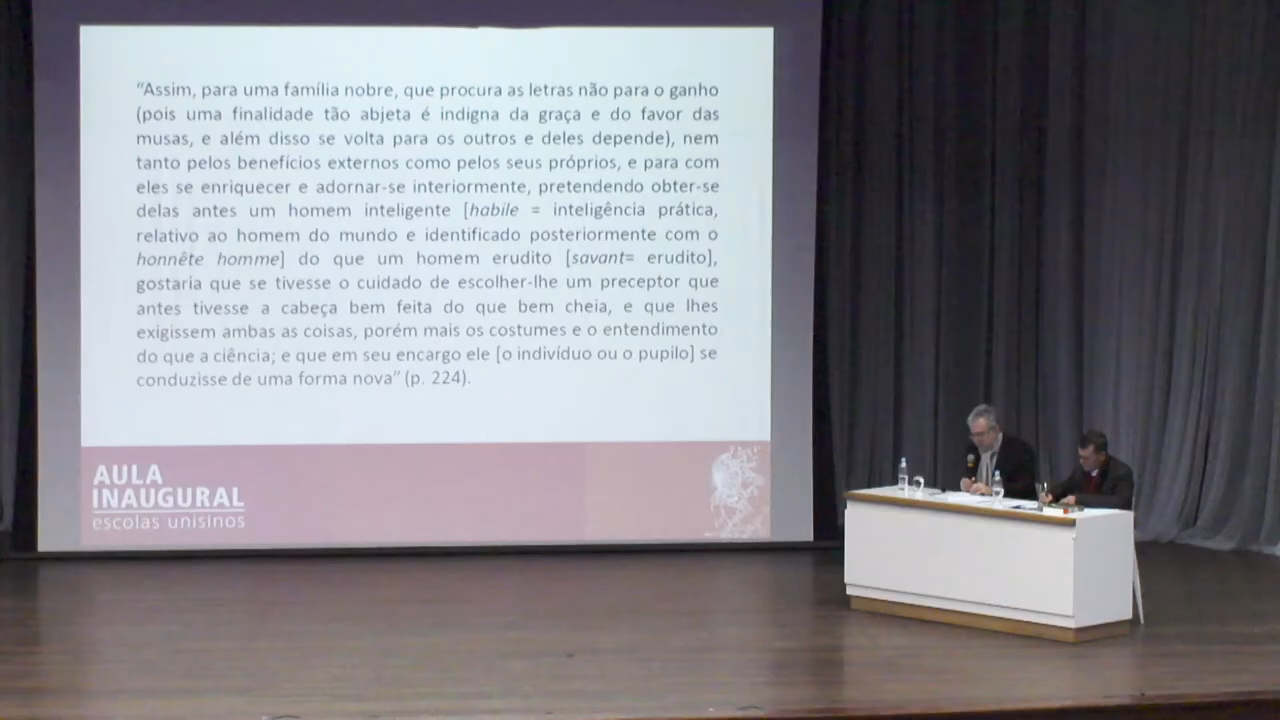 “Assim, para uma família nobre, que procura as letras não para o ganho
(pois uma finalidade tão abjeta é indigna da graça e do favor das
musas, e além disso se volta para os outros e deles depende), nem
tanto pelos benefícios externos como pelos seus próprios, e para com
eles se enriquecer e adornar-se interiormente, pretendendo obter-se
delas antes um homem inteligente [habile = inteligência prática,
relativo ao homem do mundo e identificado posteriormente com o
honnête homme] do que um homem erudito [savant= erudito],
gostaria que se tivesse o cuidado de escolher-lhe um preceptor que
antes tivesse a cabeça bem feita do que bem cheia, e que lhes
exigissem ambas as coisas, porém mais os costumes e o entendimento
do que a ciência; e que em seu encargo ele [o indivíduo ou o pupilo] se
conduzisse de uma forma nova” (p. 224).
AULA
INAUGURAL
escolas unisinos